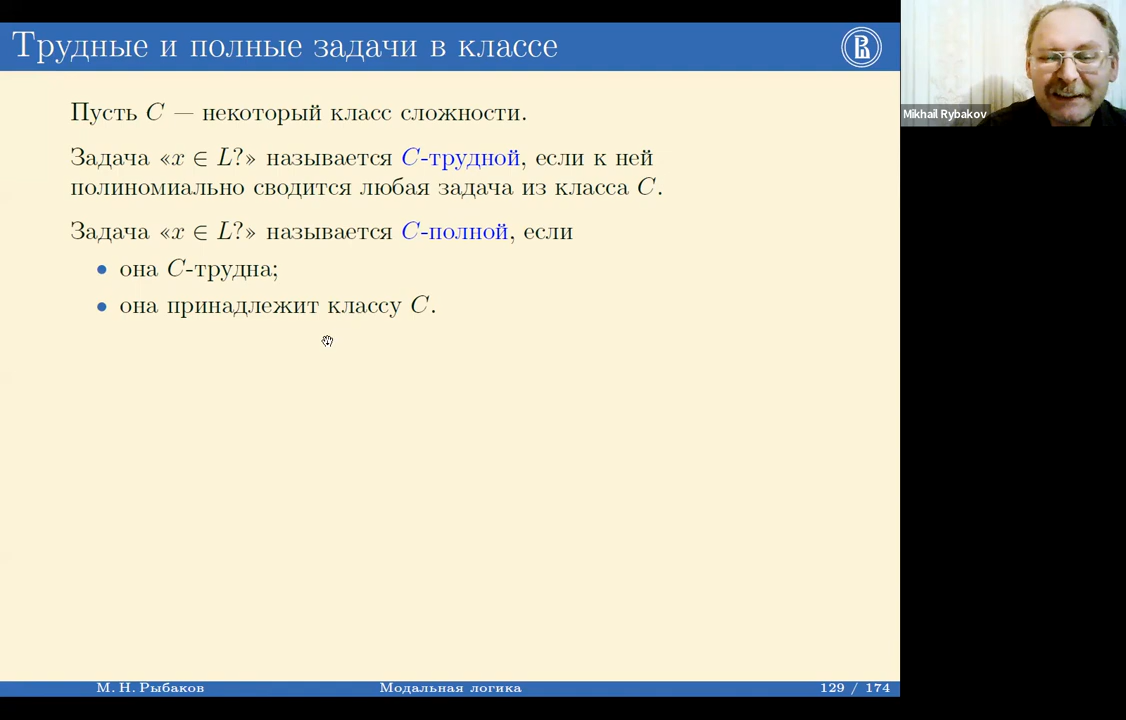 Трудные и полные задачи в классе
Mikhail Rybakov
Пусть C — некоторый класс сложности.
Задача «x ∈ L?» называется C-трудной, если к ней
полиномиально сводится любая задача из класса C.
Задача «x ∈ L?» называется C-полной, если
• она C-трудна;
• она принадлежит классу C.
М. Н. Рыбаков Модальная логика 129 / 174